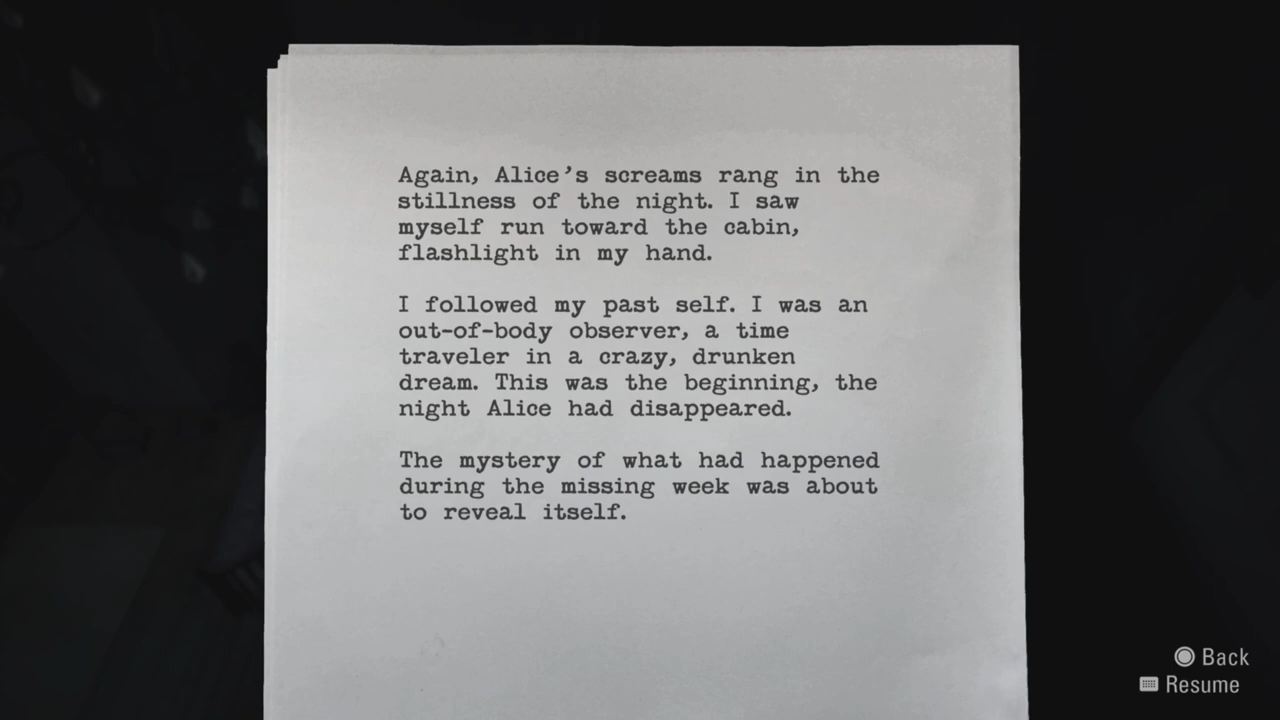 Again, Alice's screams rang in the
stillness of the night. I saw
myself run toward the cabin,
flashlight in my hand.
I followed my past self. I was an
out-of-body observer, a time
traveler in a crazy, drunken
dream. This was the beginning, the
night Alice had disappeared.
The mystery of what had happened
during the missing week was about
to reveal itself.
Back
Resume